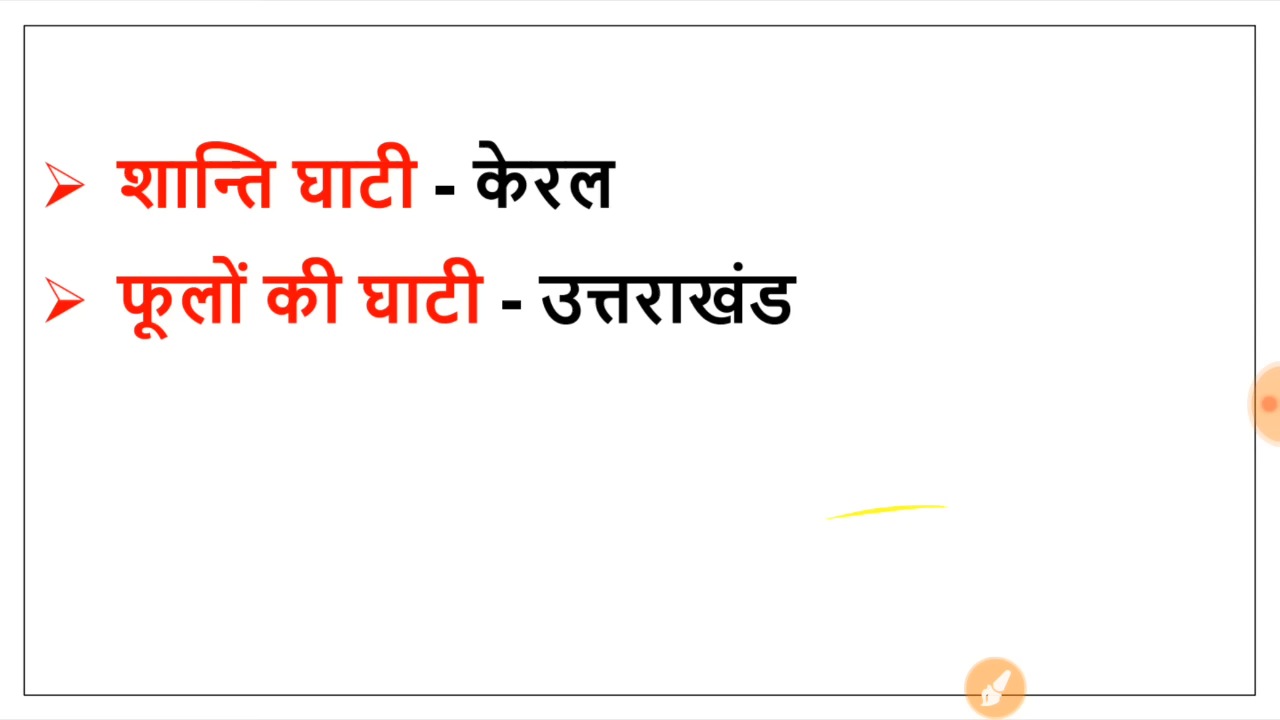 शान्ति घाटी - केरल
फूलों की घाटी - उत्तराखंड